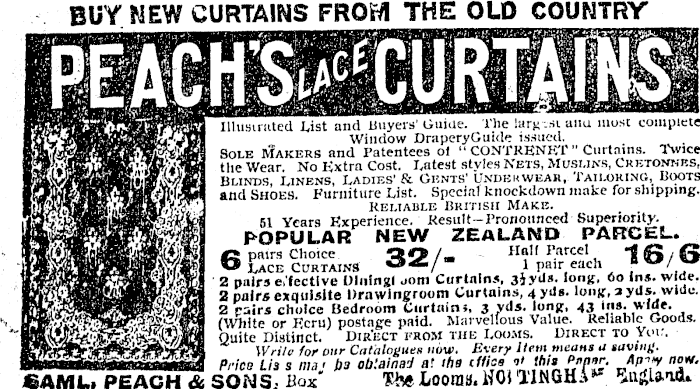 BUY NEW CURTAINS FROM THE OLD COUNTRY
PEACH'S LACE CURTAINS
Illustrated List and Buyers' Guide. The largest and most complete
Window Drapery Guide issued.
SOLE MAKERS and Patentees of "CONTRENET" Curtains. Twice
the Wear. No Extra Cost. Latest styles NETS, MUSLINS, CRETONNES,
BLINDS, LINENS, LADIES' & GENTS' UNDERWEAR, TAILORING, BOOTS
and SHOES. Furniture List. Special knockdown make for shipping.
RELIABLE BRITISH MAKE.
51 Years Experience. Result—Pronounced Superiority.
POPULAR NEW ZEALAND PARCEL.
6 pairs Choice LACE CURTAINS 32/- Half Parcel 1 pair each 16/6
2 pairs effective Diningroom Curtains, 3½ yds. long, 60 ins. wide.
2 pairs exquisite Drawingroom Curtains, 4 yds. long, 2 yds. wide.
2 pairs choice Bedroom Curtains, 3 yds. long, 43 ins. wide.
(White or Ecru) postage paid. Marvellous Value. Reliable Goods.
Quite Distinct. DIRECT FROM THE LOOMS. DIRECT TO YOU.
Write for our Catalogues now. Every Item means a saving.
Price Lists may be obtained at the office of this Paper. Apply now.
SAML. PEACH & SONS, Box The Looms, NOTTINGHAM England.